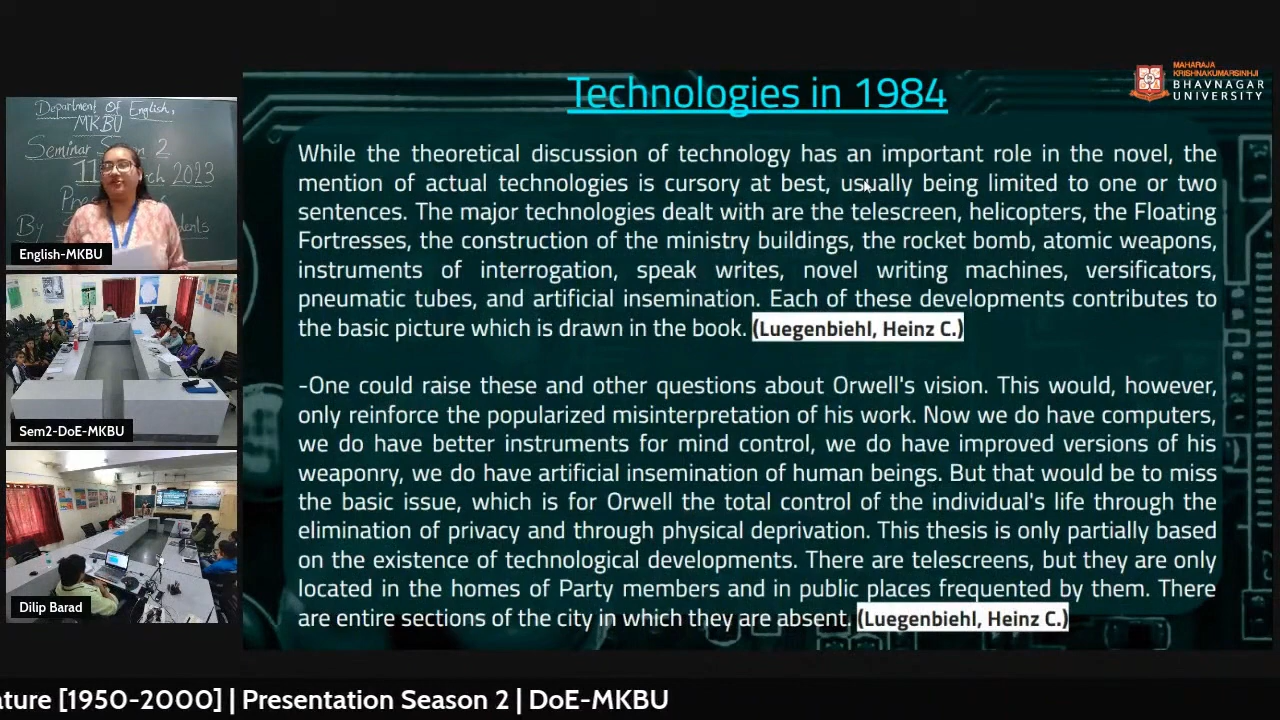 Technologies in 1984
MAHARAJA
KRISHNAKUMARSINHJI
BHAVNAGAR
UNIVERSITY
Department of English,
MKBU
Seminar 2
11 2023
By
English-MKBU
Sem2-DoE-MKBU
Dilip Barad
While the theoretical discussion of technology has an important role in the novel, the
mention of actual technologies is cursory at best, usually being limited to one or two
sentences. The major technologies dealt with are the telescreen, helicopters, the Floating
Fortresses, the construction of the ministry buildings, the rocket bomb, atomic weapons,
instruments of interrogation, speak writes, novel writing machines, versificators,
pneumatic tubes, and artificial insemination. Each of these developments contributes to
the basic picture which is drawn in the book. (Luegenbiehl, Heinz C.)
-One could raise these and other questions about Orwell's vision. This would, however,
only reinforce the popularized misinterpretation of his work. Now we do have computers,
we do have better instruments for mind control, we do have improved versions of his
weaponry, we do have artificial insemination of human beings. But that would be to miss
the basic issue, which is for Orwell the total control of the individual's life through the
elimination of privacy and through physical deprivation. This thesis is only partially based
on the existence of technological developments. There are telescreens, but they are only
located in the homes of Party members and in public places frequented by them. There
are entire sections of the city in which they are absent. (Luegenbiehl, Heinz C.)
ature [1950-2000] | Presentation Season 2 | DoE-MKBU